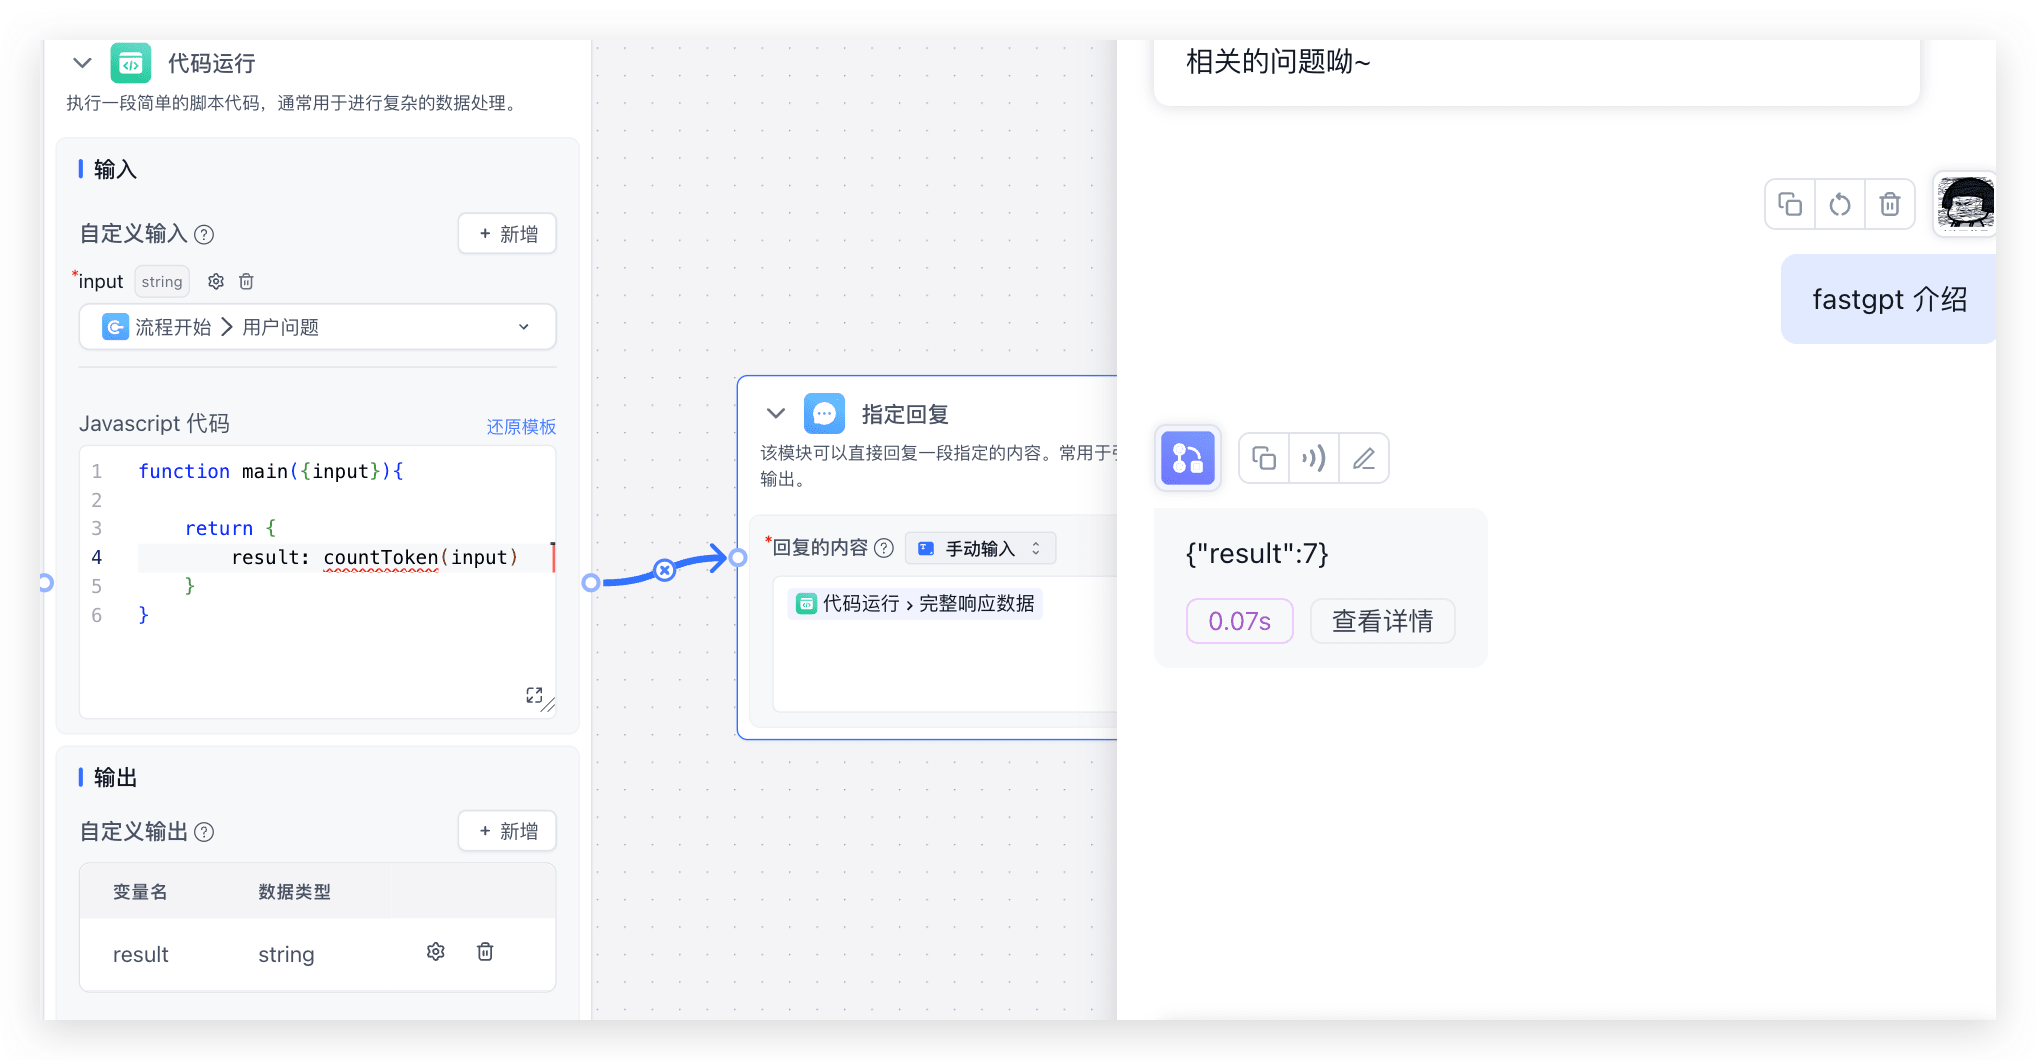 代码运行
执行一段简单的脚本代码，通常用于进行复杂的数据处理。
输入
自定义输入
+ 新增
*input string
流程开始 > 用户问题
Javascript 代码
还原模板
1 function main({input}){
2
3 return {
4 result: countToken(input)
5 }
6 }
输出
自定义输出
+ 新增
变量名 数据类型
result string
指定回复
该模块可以直接回复一段指定的内容。常用于
输出。
*回复的内容 手动输入
代码运行 > 完整响应数据
相关的问题呦~
fastgpt 介绍
{"result":7}
0.07s 查看详情